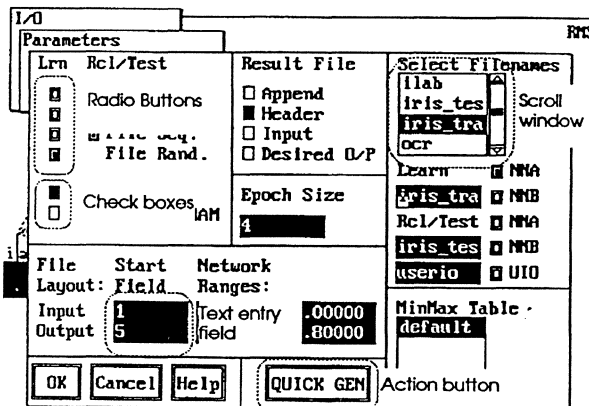 I/O
Parameters
RMS
Lrn Rcl/Test
Radio Buttons
File Seq.
File Rand.
Check boxes
IAM
Result File
Append
Header
Input
Desired O/P
Epoch Size
4
Select Filenames
ilab
iris_tes
iris_tra
ocr
Scroll
window
Learn NNA
iris_tra NNB
Rcl/Test NNA
iris_tes NNB
userio UIO
File Start Network
Layout: Field Ranges:
Input 1 Text entry .00000
Output 5 field .80000
MinMax Table
default
OK Cancel Help QUICK GEN Action button